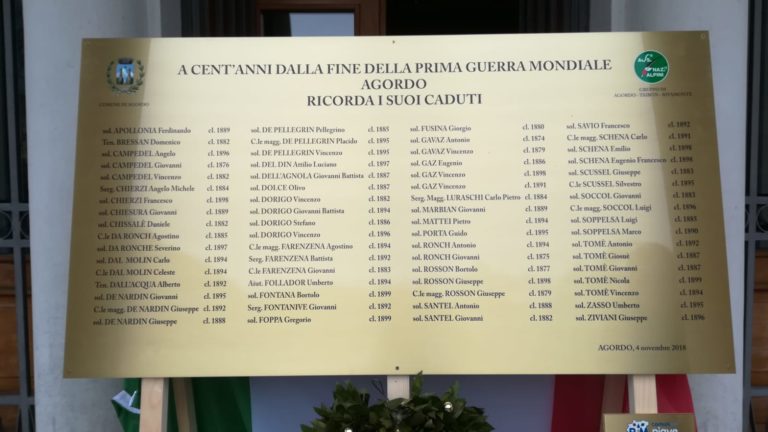 A CENT'ANNI DALLA FINE DELLA PRIMA GUERRA MONDIALE
AGORDO
RICORDA I SUOI CADUTI
COMUNE DI AGORDO
GRUPPO DI
AGORDO - TAIBON - RIVAMONTE
sol. APOLLONIA Ferdinando cl. 1889
Ten. BRESSAN Domenico cl. 1882
sol. CAMPEDEL Angelo cl. 1896
sol. CAMPEDEL Giovanni cl. 1876
sol. CAMPEDEL Vincenzo cl. 1882
Serg. CHIERZI Angelo Michele cl. 1884
sol. CHIERZI Francesco cl. 1898
sol. CHIESURA Giovanni cl. 1889
sol. CHISSALÈ Daniele cl. 1882
C.le DA RONCH Agostino cl. 1885
sol. DA RONCHE Severino cl. 1897
sol. DAL MOLIN Carlo cl. 1894
C.le DAL MOLIN Celeste cl. 1894
Ten. DALL'ACQUA Alberto cl. 1892
sol. DE NARDIN Giovanni cl. 1895
C.le magg. DE NARDIN Giuseppe cl. 1892
sol. DE NARDIN Giuseppe cl. 1888
sol. DE PELLEGRIN Pellegrino cl. 1885
C.le magg. DE PELLEGRIN Placido cl. 1895
sol. DE PELLEGRIN Vincenzo cl. 1895
sol. DEL DIN Attilio Luciano cl. 1897
sol. DELL'AGNOLA Giovanni Battista cl. 1887
sol. DOLCE Olivo cl. 1887
sol. DORIGO Vincenzo cl. 1882
sol. DORIGO Giovanni Battista cl. 1894
sol. DORIGO Stefano cl. 1886
sol. DORIGO Vincenzo cl. 1896
C.le magg. FARENZENA Agostino cl. 1894
Serg. FARENZENA Battista cl. 1892
C.le FARENZENA Giovanni cl. 1883
Aiut. FOLLADOR Umberto cl. 1894
sol. FONTANA Bortolo cl. 1899
Serg. FONTANIVE Giovanni cl. 1892
sol. FOPPA Gregorio cl. 1899
sol. FUSINA Giorgio cl. 1880
sol. GAVAZ Antonio cl. 1874
sol. GAVAZ Vincenzo cl. 1879
sol. GAZ Eugenio cl. 1886
sol. GAZ Vincenzo cl. 1898
sol. GAZ Vincenzo cl. 1891
Serg. Magg. LURASCHI Carlo Pietro cl. 1884
sol. MARBIAN Giovanni cl. 1889
sol. MATTEI Pietro cl. 1894
sol. PORTA Guido cl. 1895
sol. RONCH Antonio cl. 1894
sol. RONCH Giovanni cl. 1875
sol. ROSSON Bortolo cl. 1877
sol. ROSSON Giuseppe cl. 1898
C.le magg. ROSSON Giuseppe cl. 1879
sol. SANTEL Antonio cl. 1888
sol. SANTEL Giovanni cl. 1882
sol. SAVIO Francesco cl. 1892
C.le magg. SCHENA Carlo cl. 1891
sol. SCHENA Emilio cl. 1898
sol. SCHENA Eugenio Francesco cl. 1898
sol. SCUSSEL Giuseppe cl. 1883
C.le SCUSSEL Silvestro cl. 1895
sol. SOCCOL Giovanni cl. 1883
C.le magg. SOCCOL Luigi cl. 1896
sol. SOPPELSA Luigi cl. 1885
sol. SOPPELSA Marco cl. 1890
sol. TOMÈ Antonio cl. 1892
sol. TOMÈ Giosuè cl. 1887
sol. TOMÈ Giovanni cl. 1887
sol. TOMÈ Nicola cl. 1899
sol. TOMÈ Vincenzo cl. 1894
sol. ZASSO Umberto cl. 1895
sol. ZIVIANI Giuseppe cl. 1896
AGORDO, 4 novembre 2018